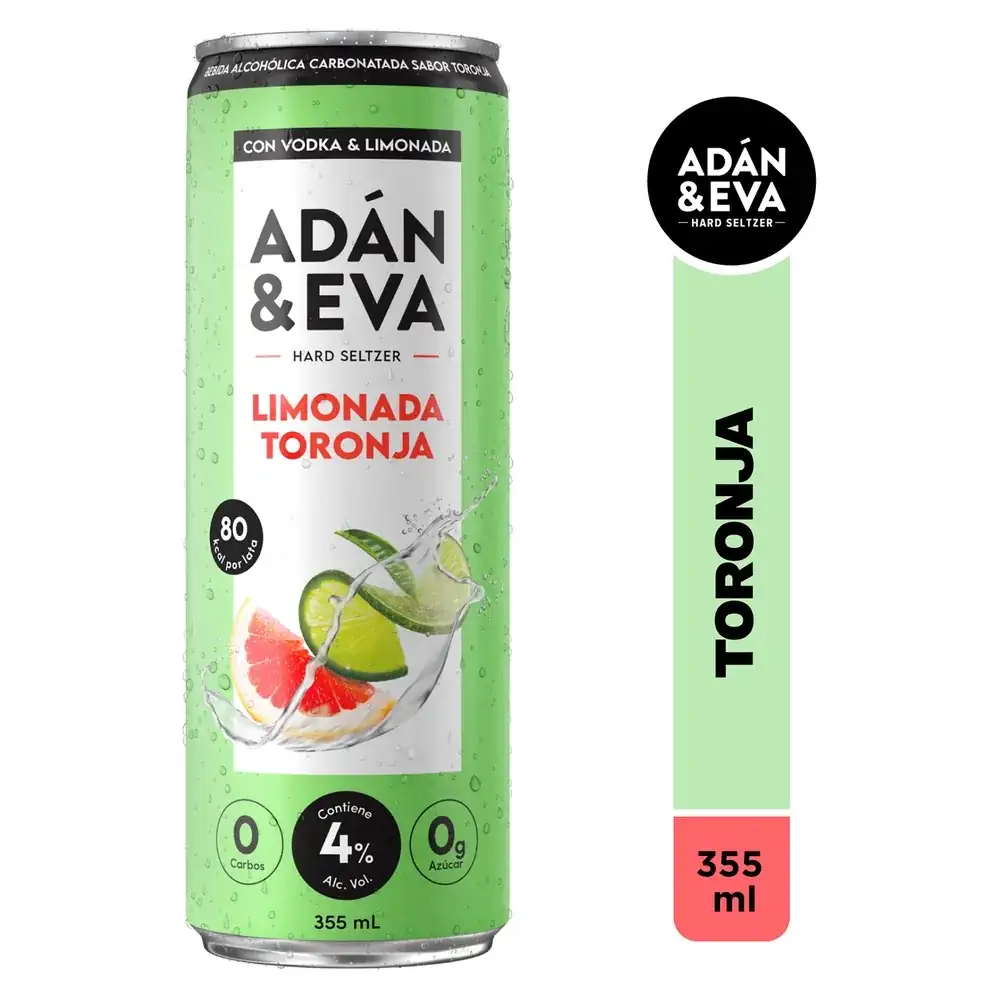 BEBIDA ALCOHÓLICA CARBONATADA SABOR TORONJA
CON VODKA & LIMONADA
ADÁN
& EVA
HARD SELTZER
LIMONADA
TORONJA
80
kcal por lata
0
Carbos
Contiene
4%
Alc. Vol.
0g
Azúcar
355 mL
ADÁN
& EVA
HARD SELTZER
TORONJA
355
ml